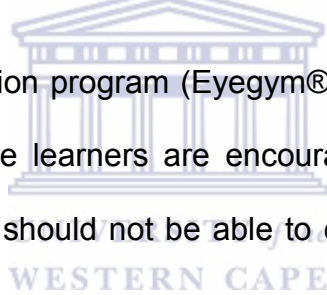 ion program (Eyegym®
e learners are encoura
should not be able to
WESTERN CAPE